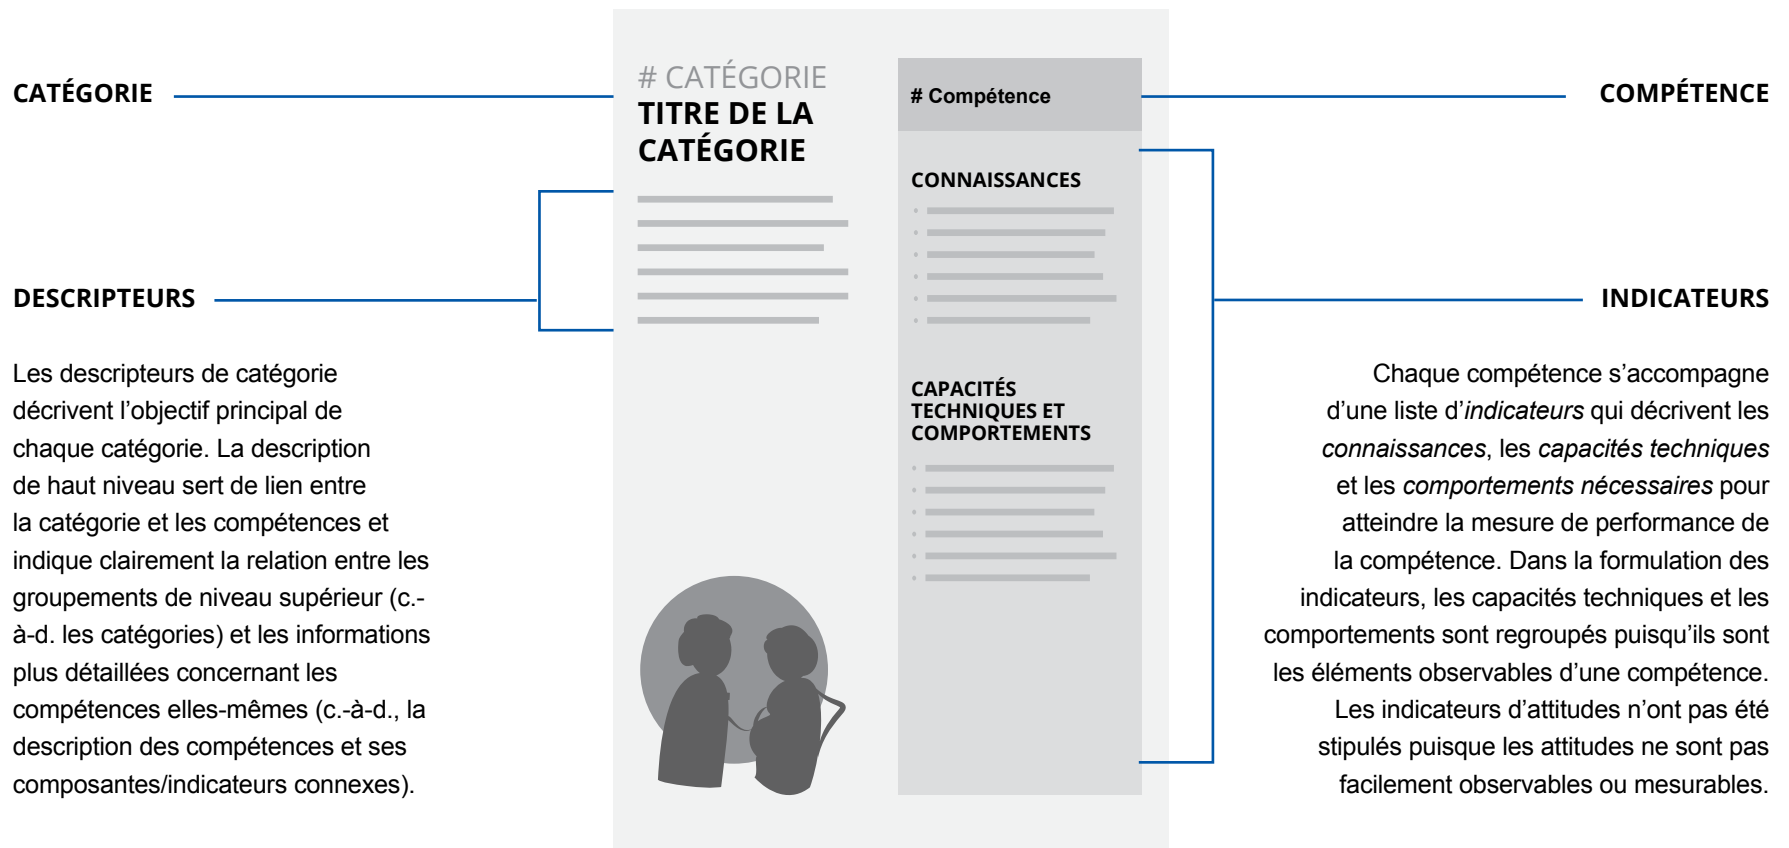 CATÉGORIE
DESCRIPTEURS
Les descripteurs de catégorie
décrivent l’objectif principal de
chaque catégorie. La description
de haut niveau sert de lien entre
la catégorie et les compétences et
indique clairement la relation entre les
groupements de niveau supérieur (c.-
à-d. les catégories) et les informations
plus détaillées concernant les
compétences elles-mêmes (c.-à-d., la
description des compétences et ses
composantes/indicateurs connexes).
# CATÉGORIE
TITRE DE LA
CATÉGORIE
# Compétence
CONNAISSANCES
CAPACITÉS
TECHNIQUES ET
COMPORTEMENTS
COMPÉTENCE
INDICATEURS
Chaque compétence s’accompagne
d’une liste d’indicateurs qui décrivent les
connaissances, les capacités techniques
et les comportements nécessaires pour
atteindre la mesure de performance de
la compétence. Dans la formulation des
indicateurs, les capacités techniques et les
comportements sont regroupés puisqu’ils sont
les éléments observables d’une compétence.
Les indicateurs d’attitudes n’ont pas été
stipulés puisque les attitudes ne sont pas
facilement observables ou mesurables.